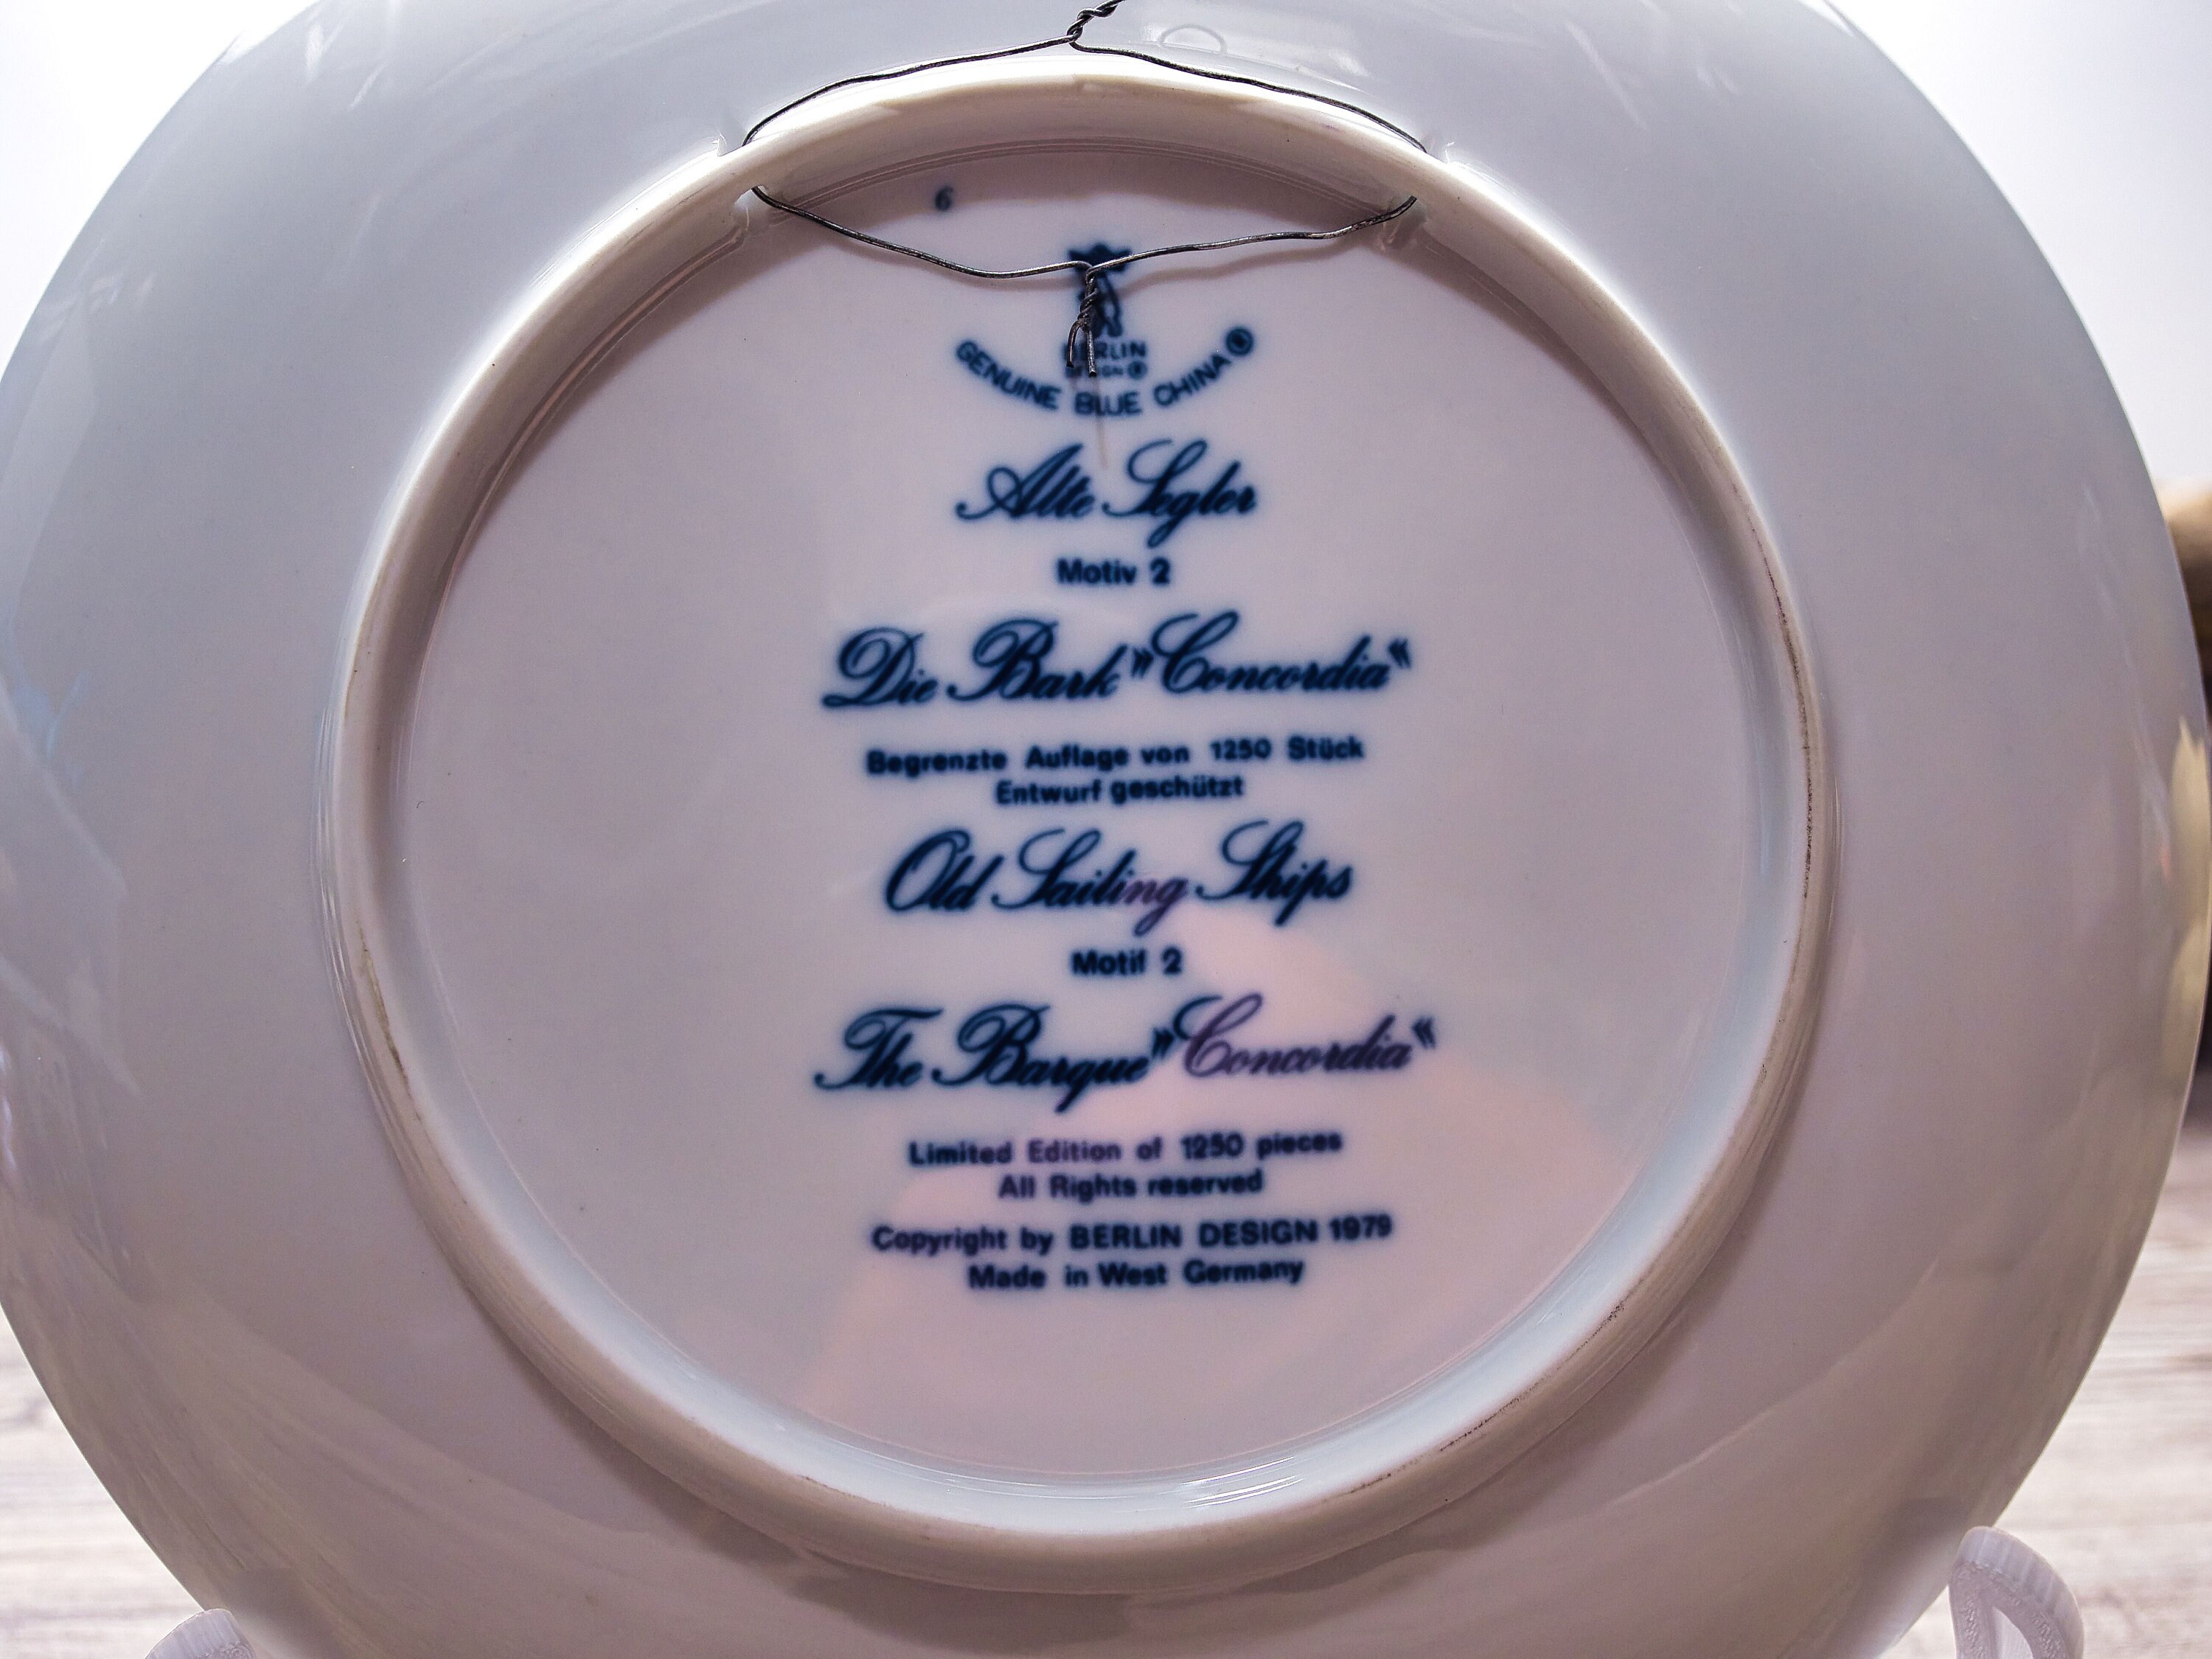 6
BERLIN
DESIGN ®
GENUINE BLUE CHINA ®
Alte Segler
Motiv 2
Die Bark »Concordia«
Begrenzte Auflage von 1250 Stück
Entwurf geschützt
Old Sailing Ships
Motif 2
The Barque »Concordia«
Limited Edition of 1250 pieces
All Rights reserved
Copyright by BERLIN DESIGN 1979
Made in West Germany